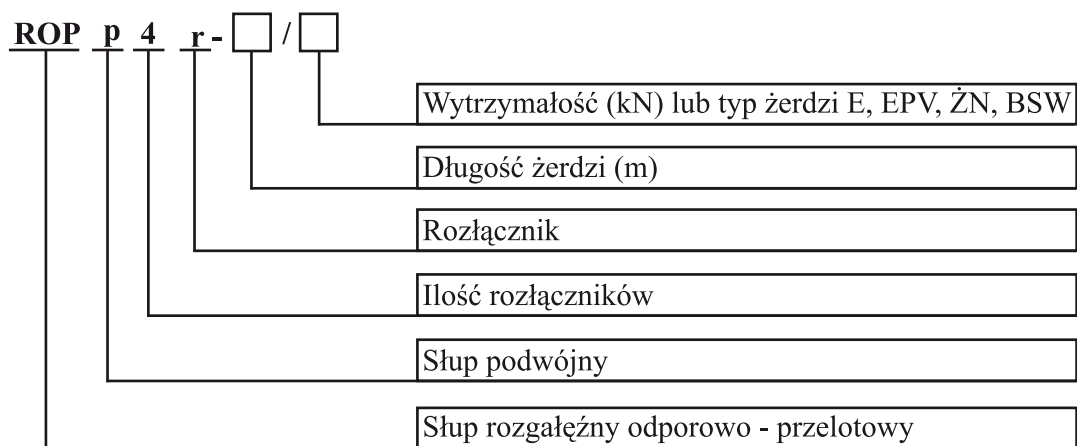 ROP p 4 r - □ / □
Wytrzymałość (kN) lub typ żerdzi E, EPV, ŻN, BSW
Długość żerdzi (m)
Rozłącznik
Ilość rozłączników
Słup podwójny
Słup rozgałęźny odporowo - przelotowy